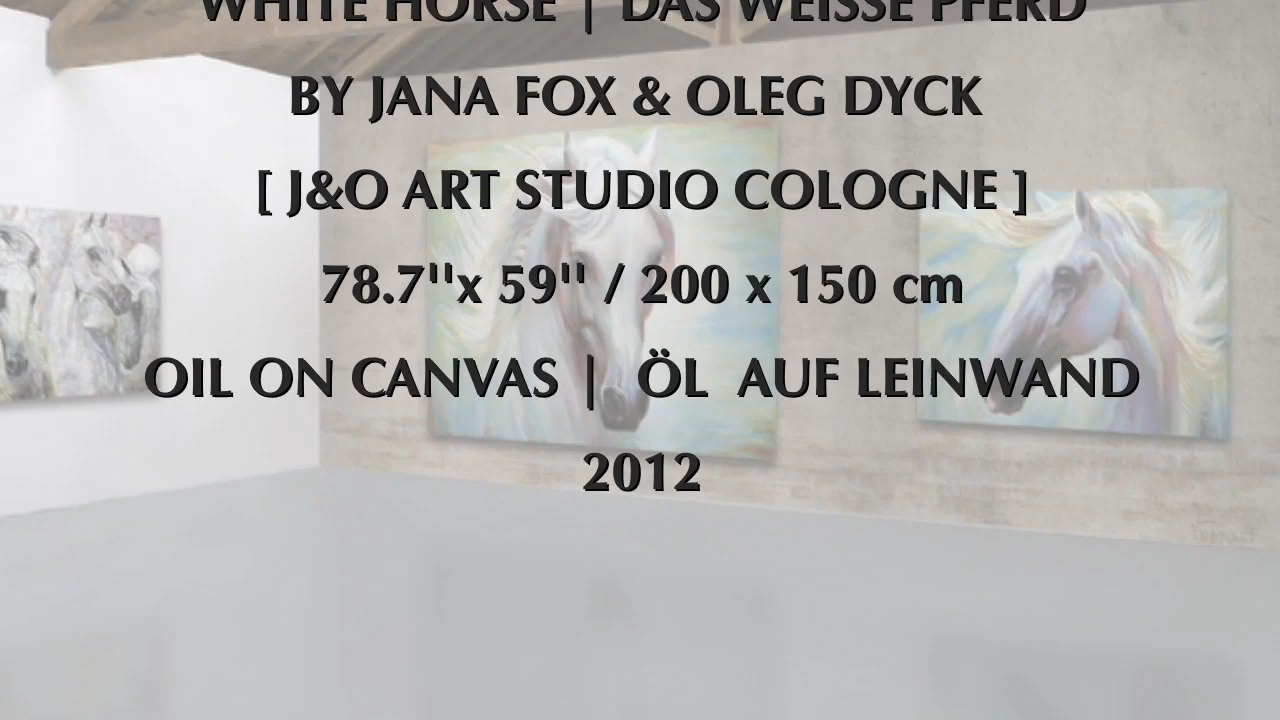 WHITE HORSE | DAS WEISSE PFERD
BY JANA FOX & OLEG DYCK
[ J&O ART STUDIO COLOGNE ]
78.7''x 59'' / 200 x 150 cm
OIL ON CANVAS | ÖL AUF LEINWAND
2012